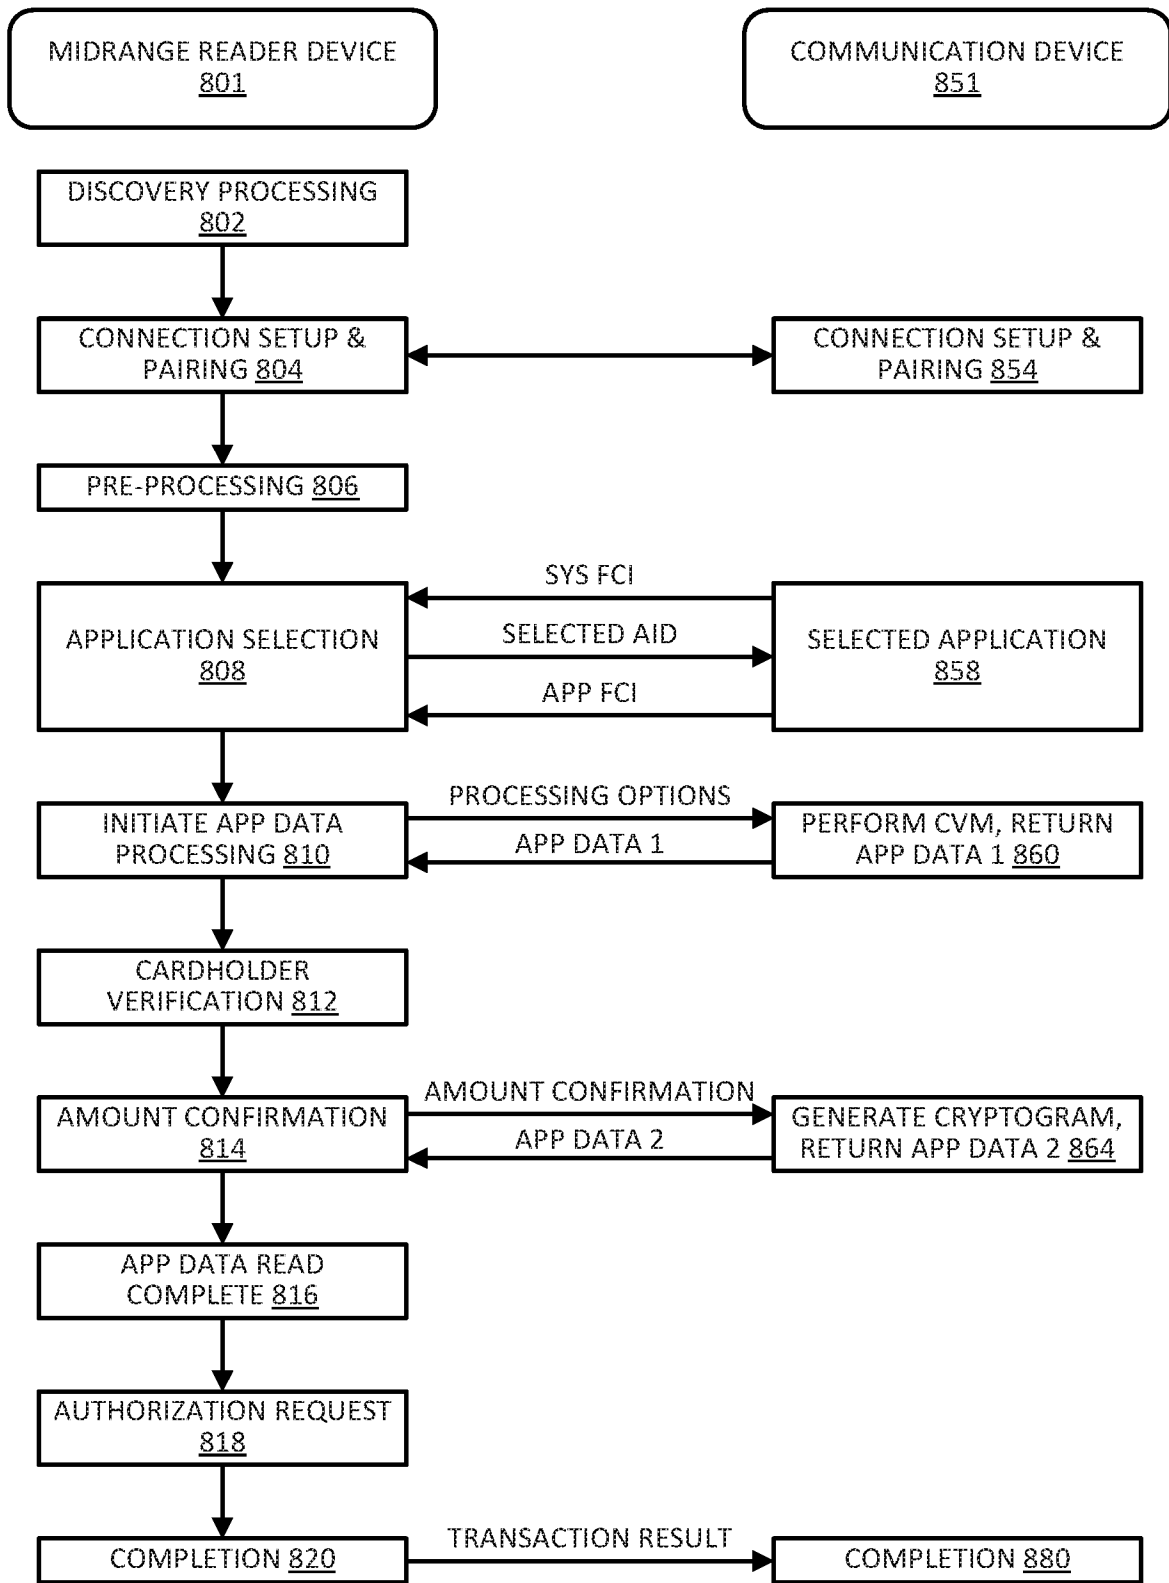 MIDRANGE READER DEVICE
801
COMMUNICATION DEVICE
851
DISCOVERY PROCESSING
802
CONNECTION SETUP &
PAIRING 804
CONNECTION SETUP &
PAIRING 854
PRE-PROCESSING 806
APPLICATION SELECTION
808
SYS FCI
SELECTED AID
APP FCI
SELECTED APPLICATION
858
INITIATE APP DATA
PROCESSING 810
PROCESSING OPTIONS
APP DATA 1
PERFORM CVM, RETURN
APP DATA 1 860
CARDHOLDER
VERIFICATION 812
AMOUNT CONFIRMATION
814
AMOUNT CONFIRMATION
APP DATA 2
GENERATE CRYPTOGRAM,
RETURN APP DATA 2 864
APP DATA READ
COMPLETE 816
AUTHORIZATION REQUEST
818
COMPLETION 820
TRANSACTION RESULT
COMPLETION 880